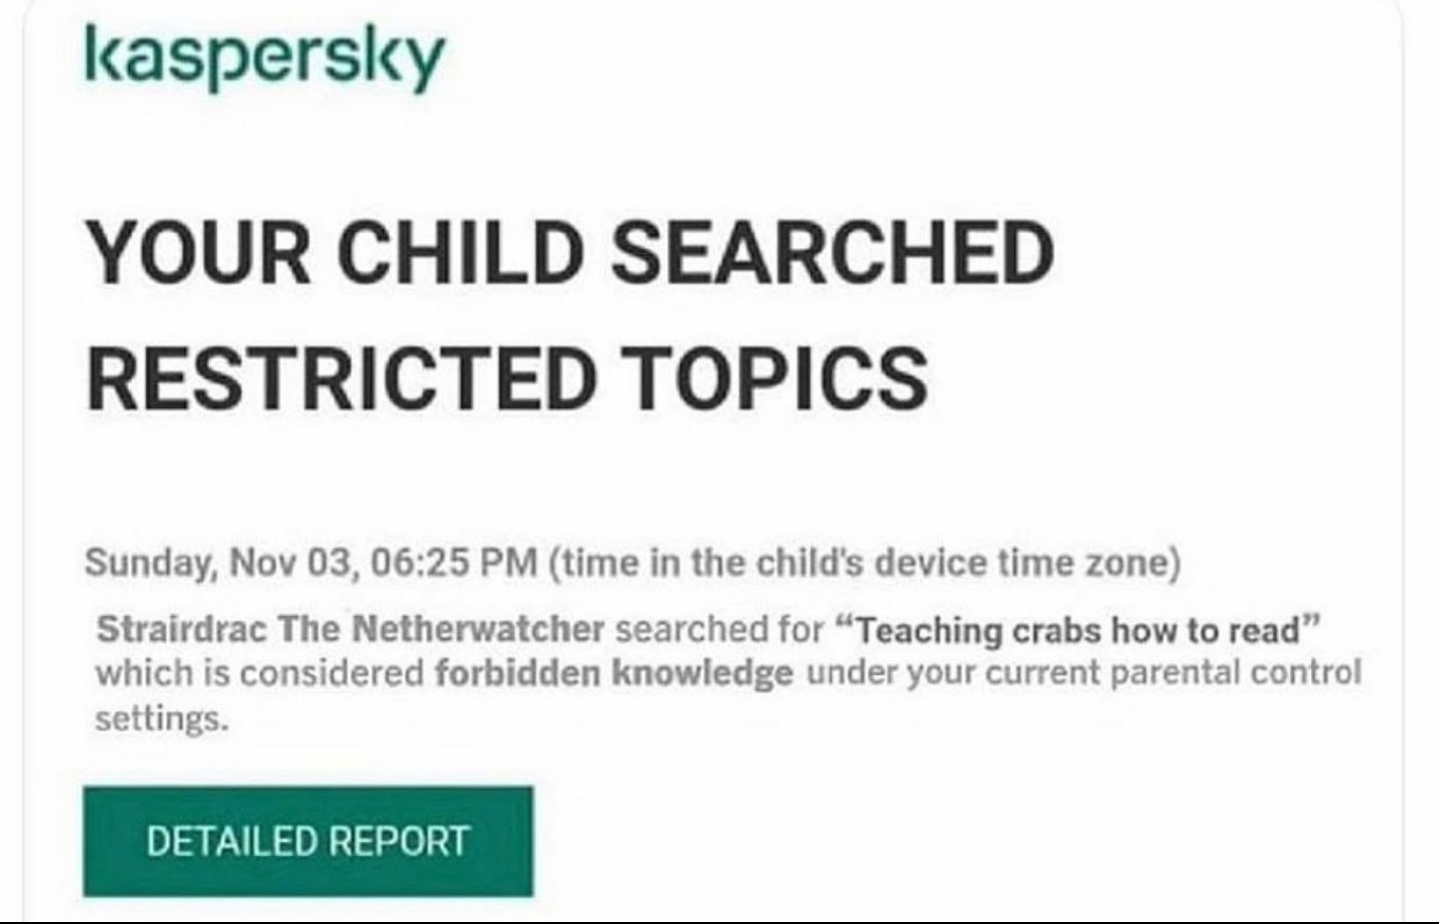 kaspersky
YOUR CHILD SEARCHED
RESTRICTED TOPICS
Sunday, Nov 03, 06:25 PM (time in the child's device time zone)
Strairdrac The Netherwatcher searched for “Teaching crabs how to read”
which is considered forbidden knowledge under your current parental control
settings.
DETAILED REPORT